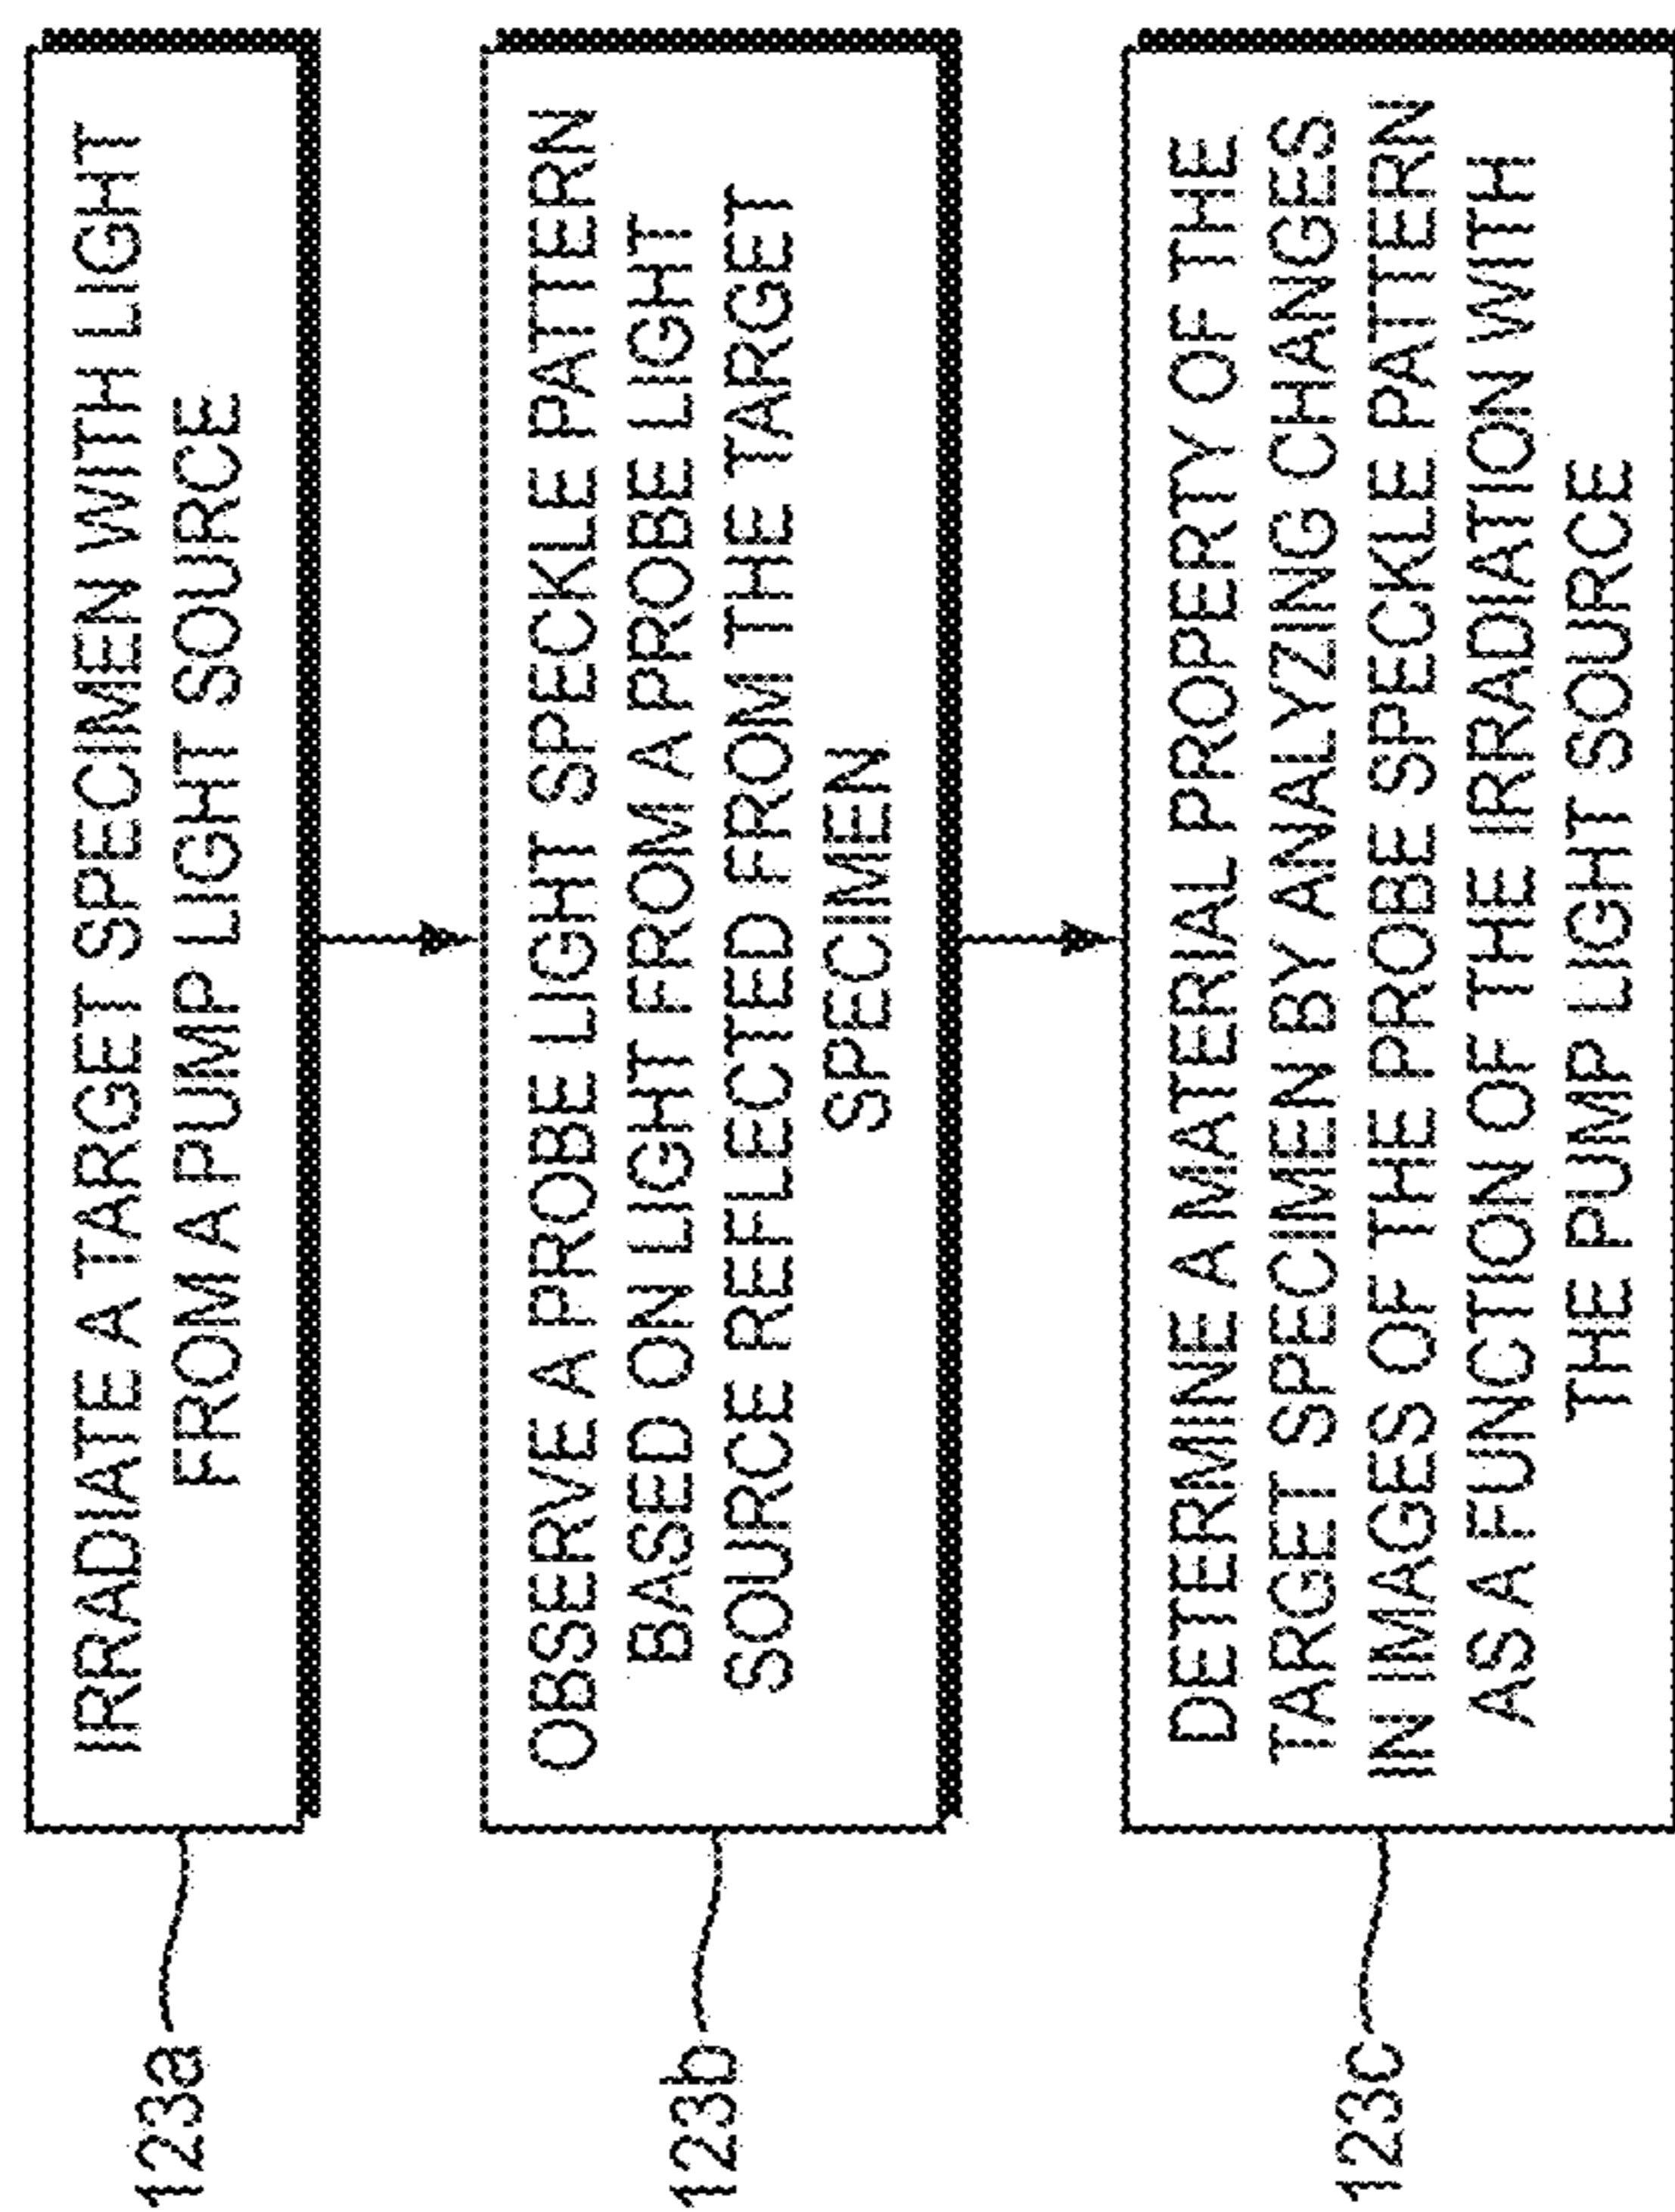 123a
IRRADIATE A TARGET SPECIMEN WITH LIGHT
FROM A PUMP LIGHT SOURCE
123b
OBSERVE A PROBE LIGHT SPECKLE PATTERN
BASED ON LIGHT FROM A PROBE LIGHT
SOURCE REFLECTED FROM THE TARGET
SPECIMEN
123c
DETERMINE A MATERIAL PROPERTY OF THE
TARGET SPECIMEN BY ANALYZING CHANGES
IN IMAGES OF THE PROBE SPECKLE PATTERN
AS A FUNCTION OF THE IRRADIATION WITH
THE PUMP LIGHT SOURCE